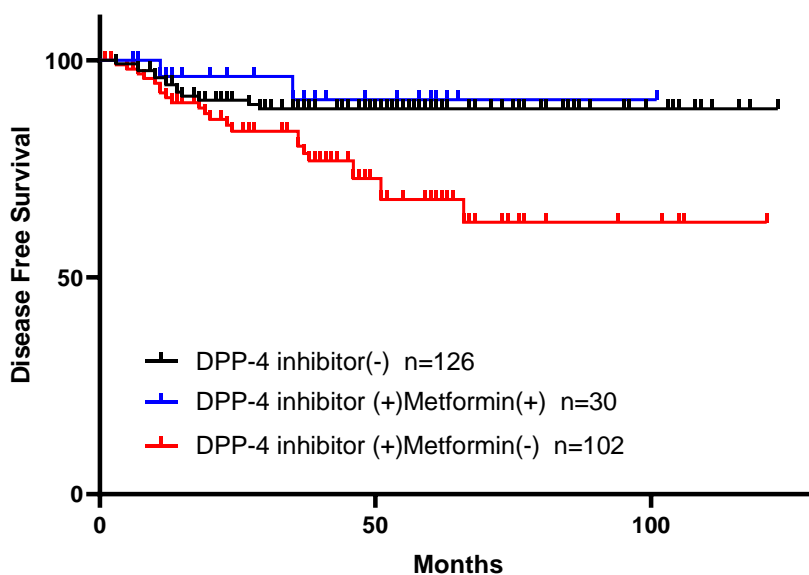 Disease Free Survival
100
50
0
DPP-4 inhibitor(-)  n=126
DPP-4 inhibitor (+)Metformin(+)  n=30
DPP-4 inhibitor (+)Metformin(-)  n=102
0
50
100
Months